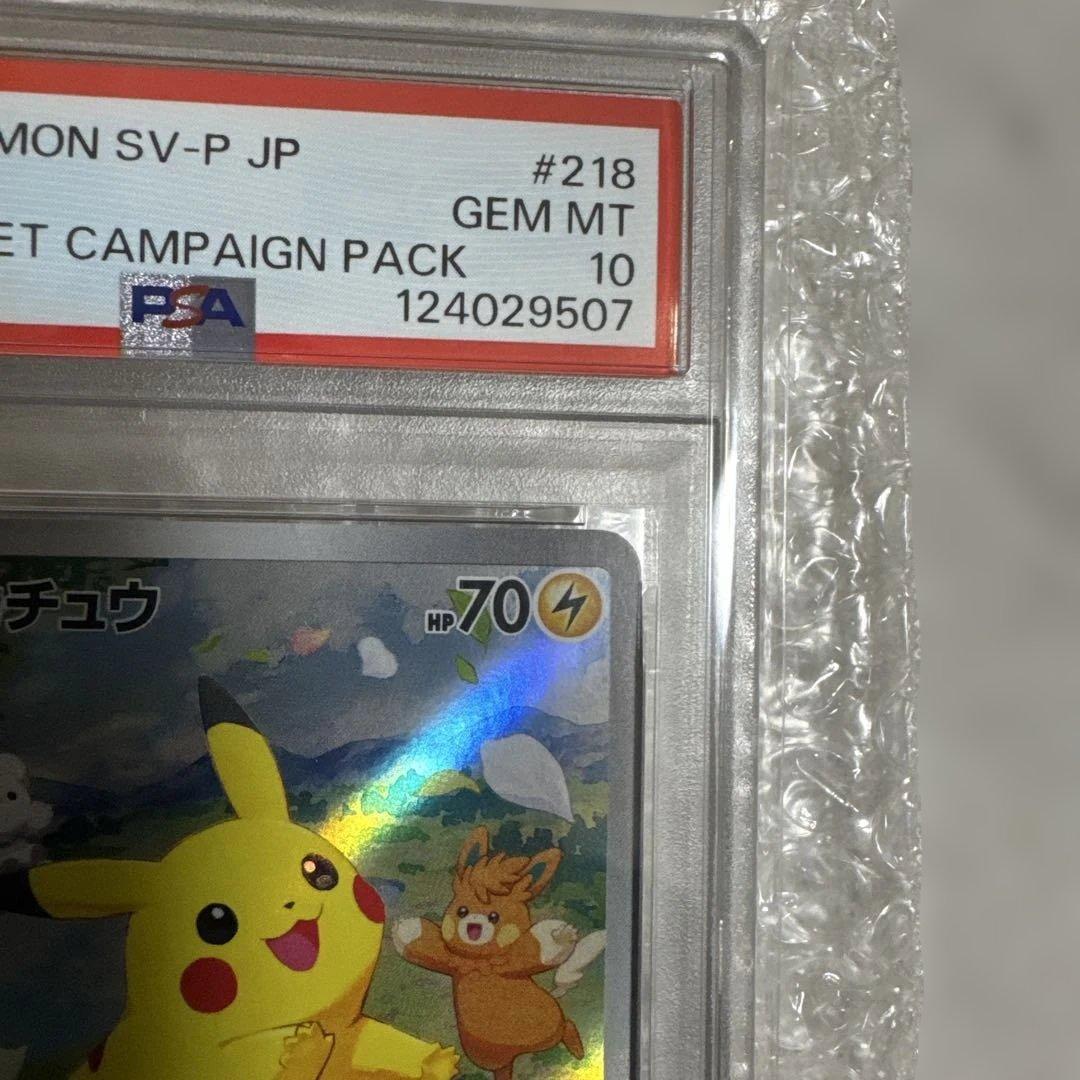 MON SV-P JP
#218
GEM MT
ET CAMPAIGN PACK
10
PSA
124029507
チュウ
HP70